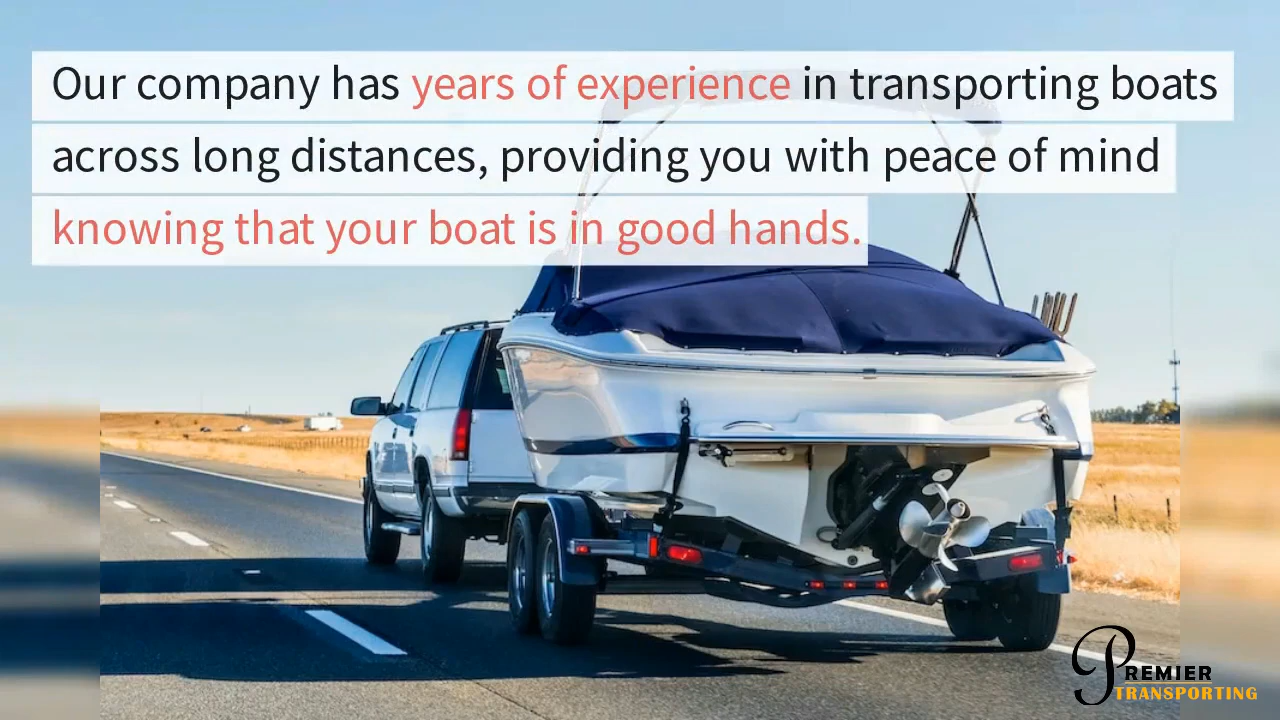 Our company has years of experience in transporting boats
across long distances, providing you with peace of mind
knowing that your boat is in good hands.
PREMIER
TRANSPORTING